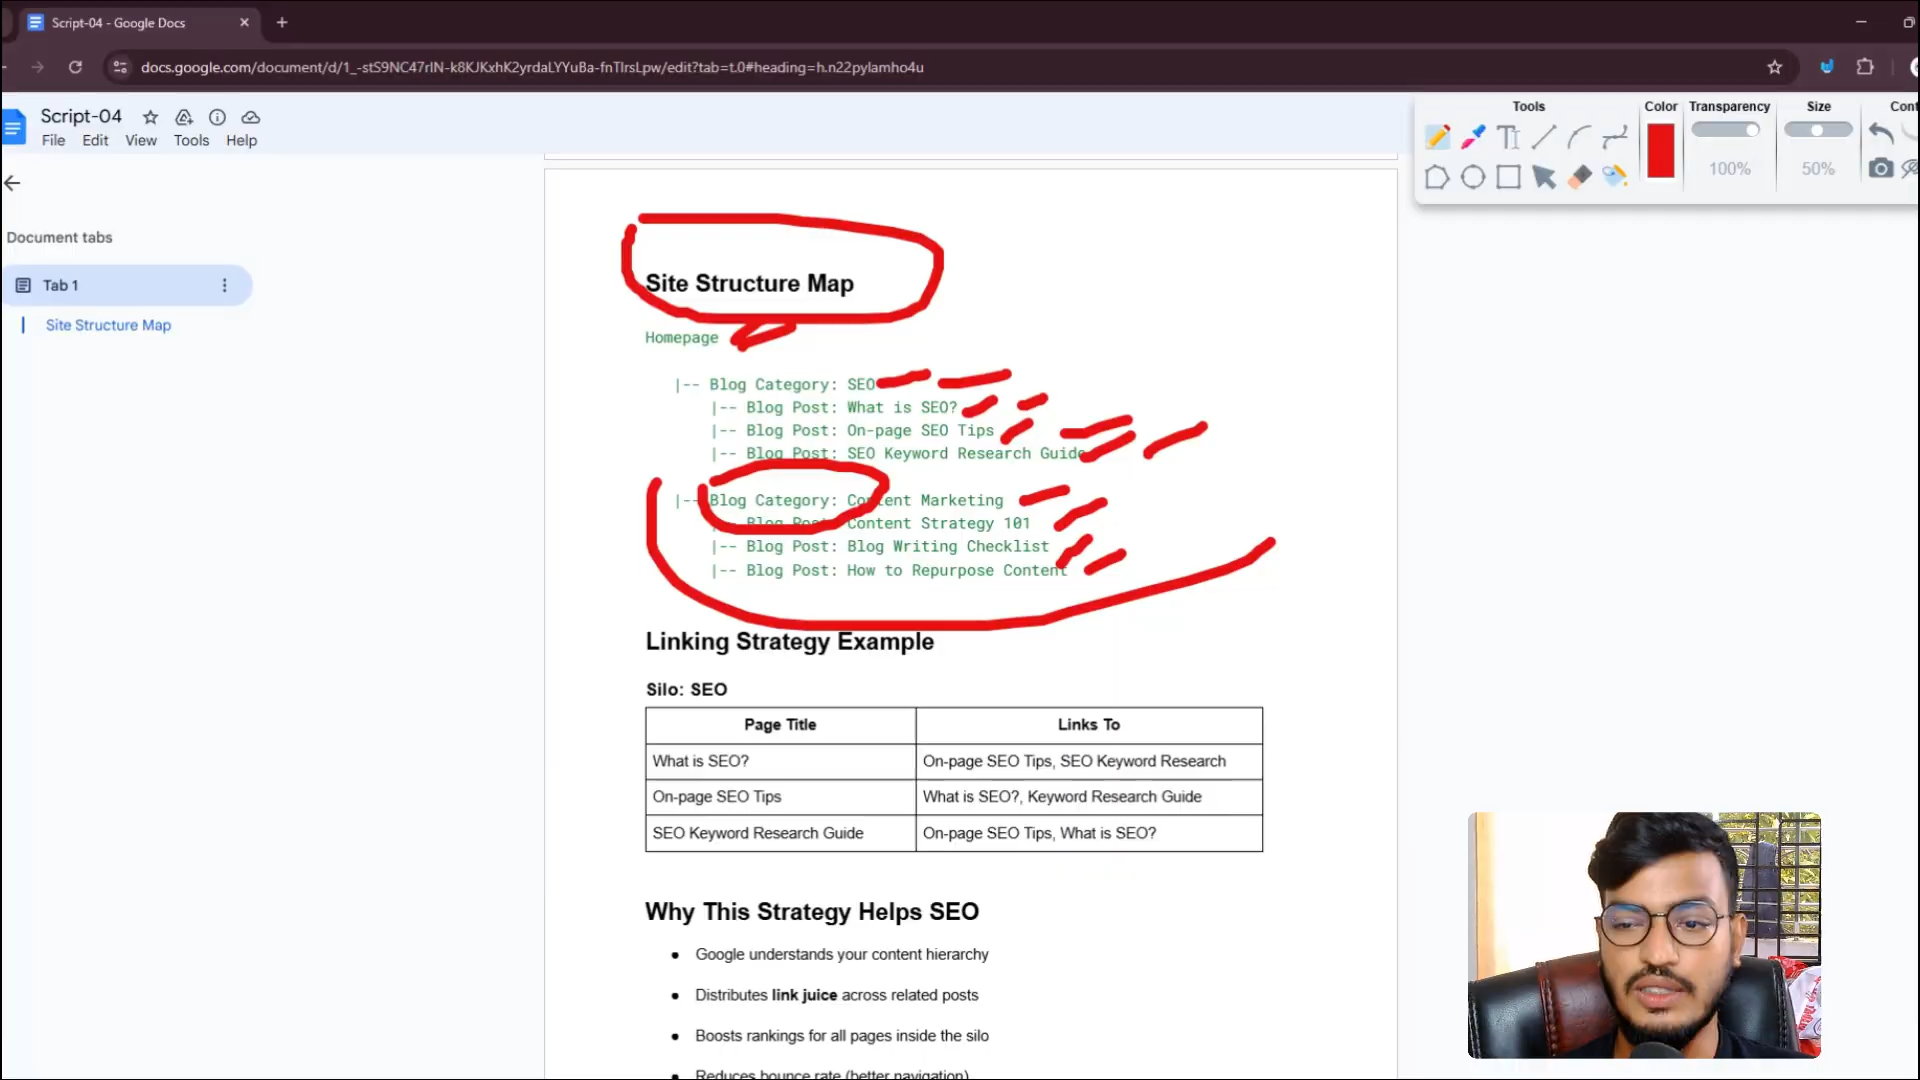 Script-04 - Google Docs
docs.google.com/document/d/1_-stS9NC47rIN-k8KJKxhK2yrdaLYYuBa-fnTIrsLpw/edit?tab=t.0#heading=h.n22pylamho4u
Script-04
File Edit View Tools Help
Tools Color Transparency Size Cont
100% 50%
Document tabs
Tab 1
Site Structure Map
Site Structure Map
Homepage
|-- Blog Category: SEO
|-- Blog Post: What is SEO?
|-- Blog Post: On-page SEO Tips
|-- Blog Post: SEO Keyword Research Guide
|-- Blog Category: Content Marketing
|-- Blog Post: Content Strategy 101
|-- Blog Post: Blog Writing Checklist
|-- Blog Post: How to Repurpose Content
Linking Strategy Example
Silo: SEO
Page Title Links To
What is SEO? On-page SEO Tips, SEO Keyword Research
On-page SEO Tips What is SEO?, Keyword Research Guide
SEO Keyword Research Guide On-page SEO Tips, What is SEO?
Why This Strategy Helps SEO
● Google understands your content hierarchy
● Distributes link juice across related posts
● Boosts rankings for all pages inside the silo
● Reduces bounce rate (better navigation)